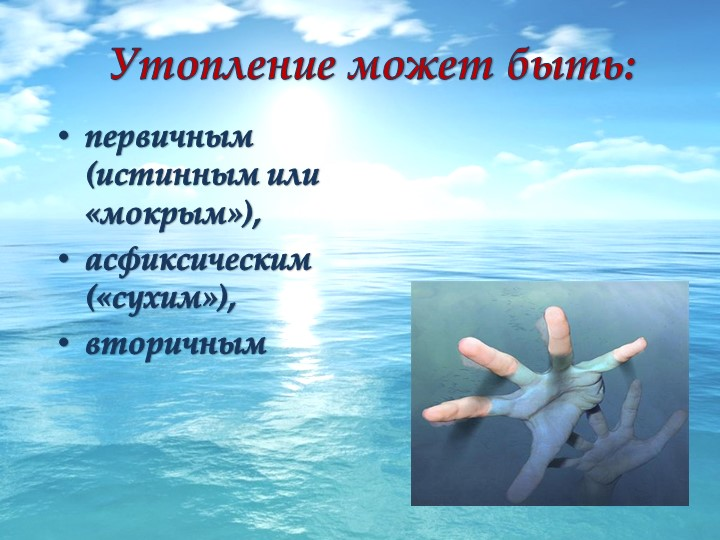 Утопление может быть:
• первичным
(истинным или
«мокрым»),
• асфиксическим
(«сухим»),
• вторичным